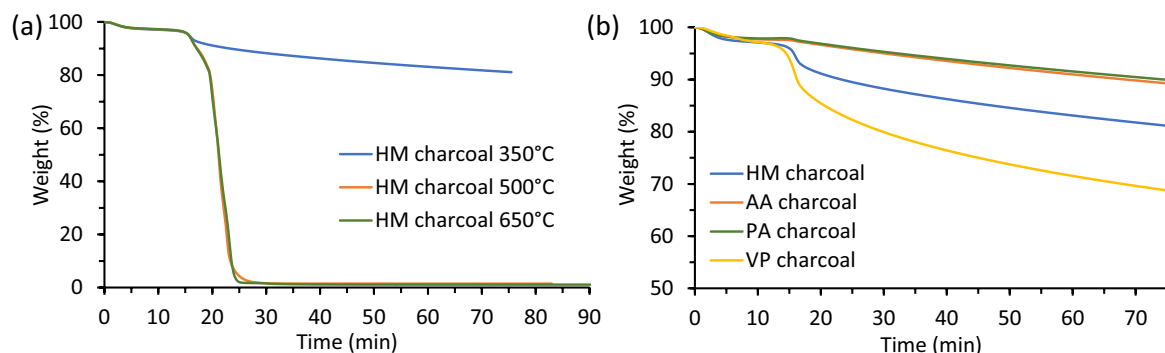 (a)
100
80
60
40
20
0
Weight (%)
HM charcoal 350°C
HM charcoal 500°C
HM charcoal 650°C
0 10 20 30 40 50 60 70 80 90
Time (min)
(b)
100
90
80
70
60
50
Weight (%)
HM charcoal
AA charcoal
PA charcoal
VP charcoal
0 10 20 30 40 50 60 70
Time (min)